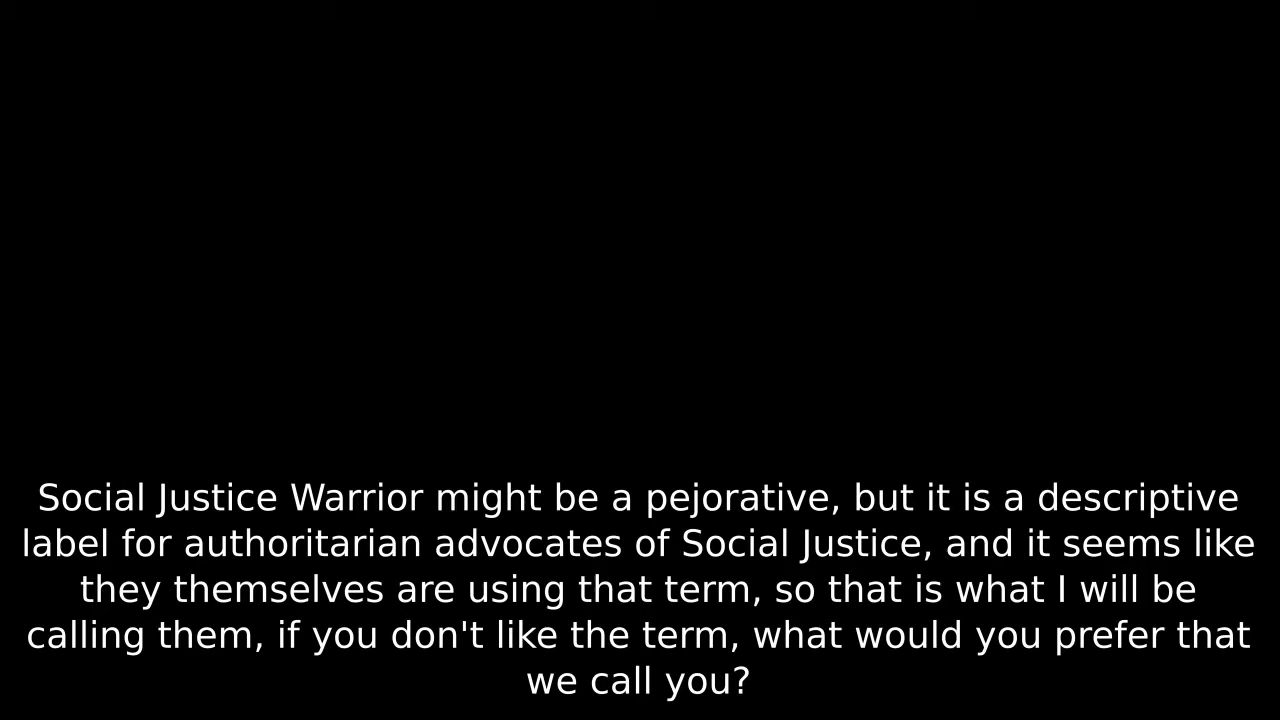 Social Justice Warrior might be a pejorative, but it is a descriptive
label for authoritarian advocates of Social Justice, and it seems like
they themselves are using that term, so that is what I will be
calling them, if you don't like the term, what would you prefer that
we call you?